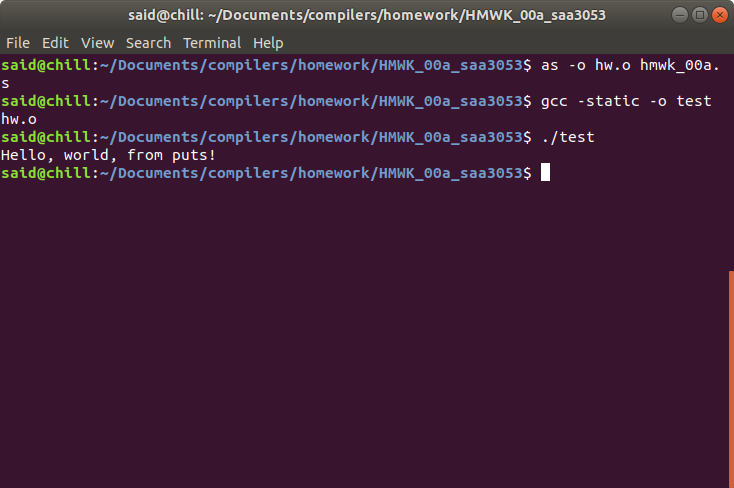 said@chill: ~/Documents/compilers/homework/HMWK_00a_saa3053
File Edit View Search Terminal Help
said@chill:~/Documents/compilers/homework/HMWK_00a_saa3053$ as -o hw.o hmwk_00a.
s
said@chill:~/Documents/compilers/homework/HMWK_00a_saa3053$ gcc -static -o test
hw.o
said@chill:~/Documents/compilers/homework/HMWK_00a_saa3053$ ./test
Hello, world, from puts!
said@chill:~/Documents/compilers/homework/HMWK_00a_saa3053$